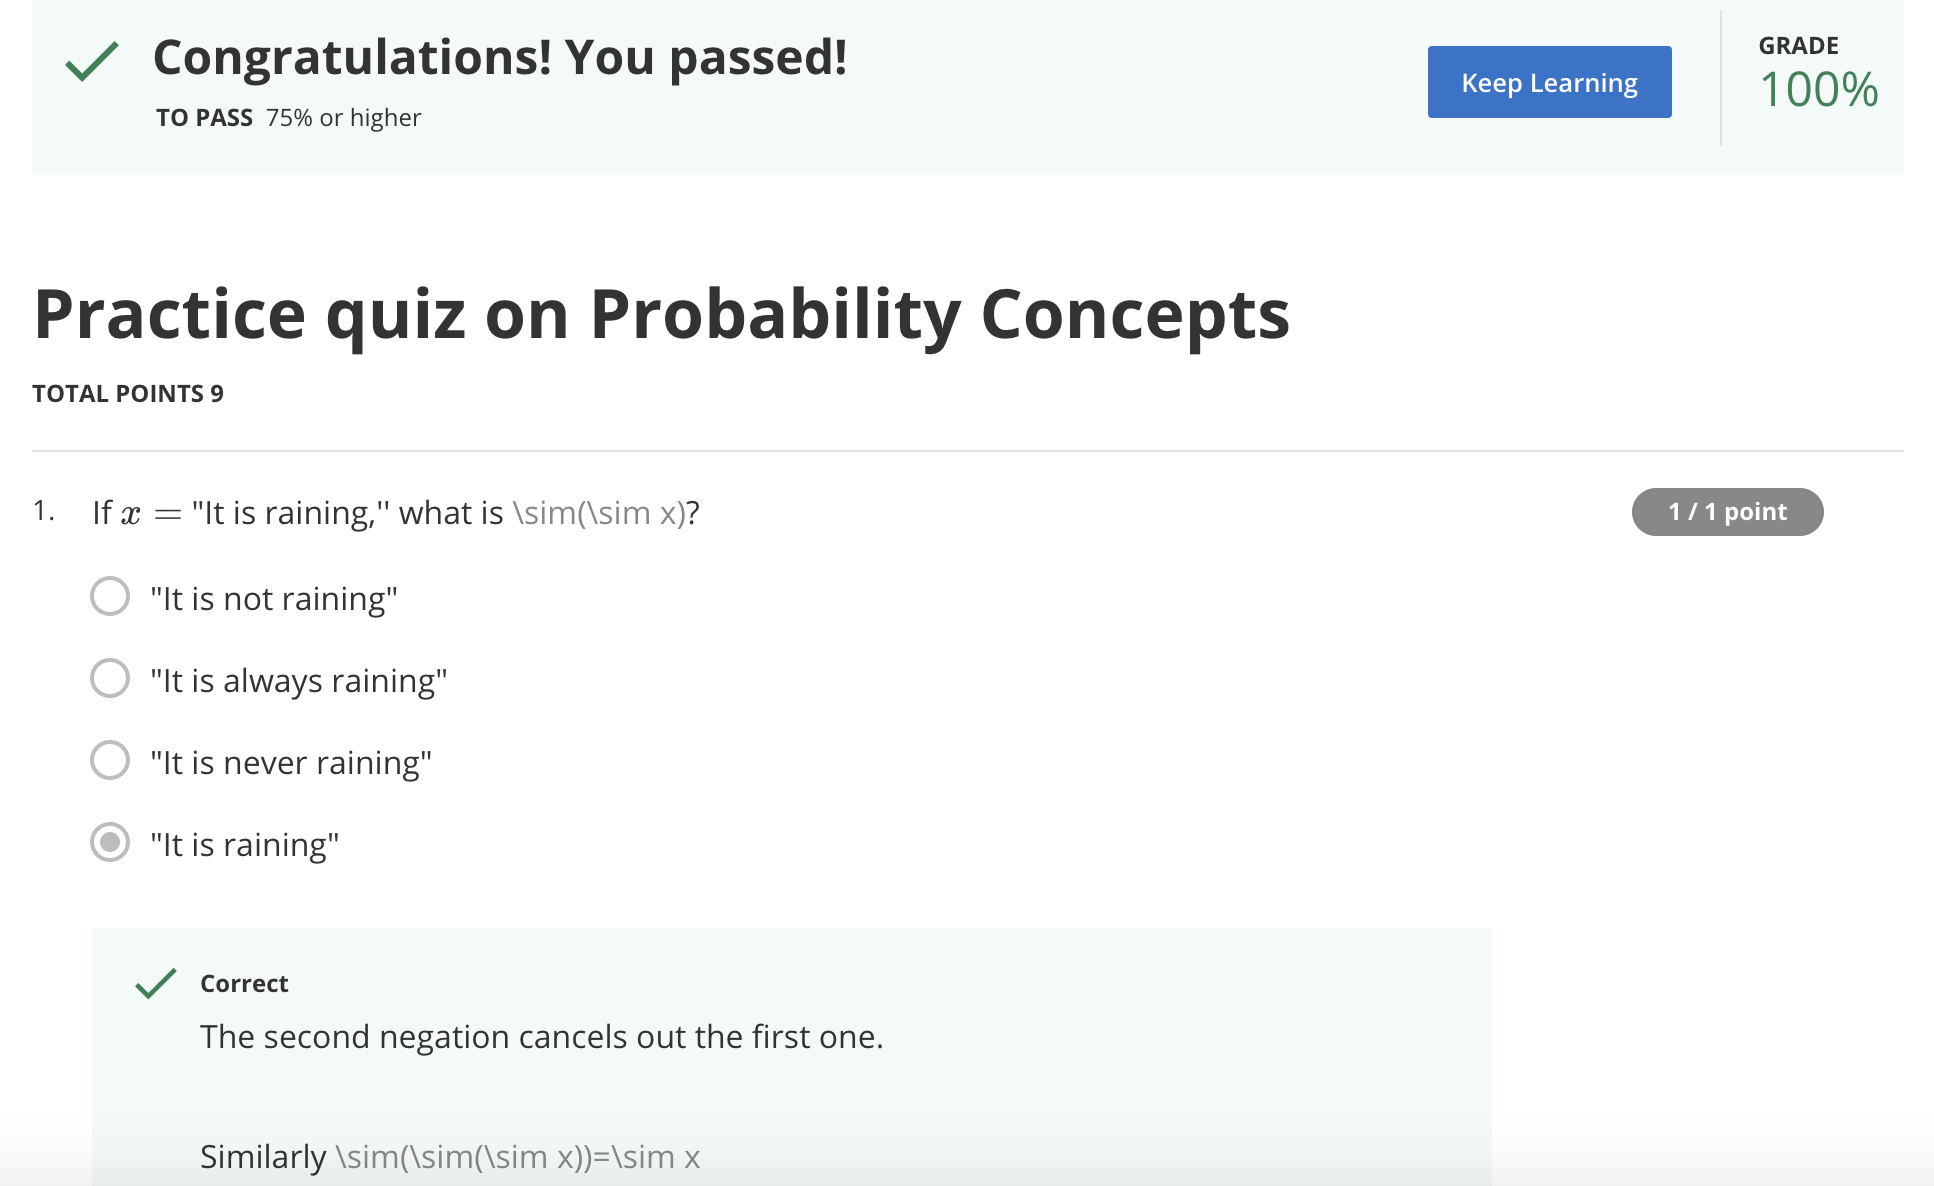 Congratulations! You passed!
TO PASS 75% or higher
Keep Learning
GRADE
100%
Practice quiz on Probability Concepts
TOTAL POINTS 9
1. If x = "It is raining,'' what is \sim(\sim x)?
1 / 1 point
"It is not raining"
"It is always raining"
"It is never raining"
"It is raining"
Correct
The second negation cancels out the first one.
Similarly \sim(\sim(\sim x))=\sim x